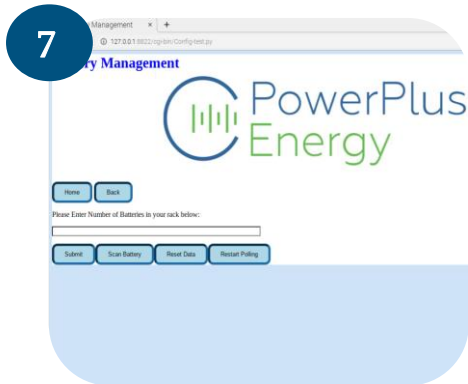 7
Management × +
127.0.0.1:8822/cgi-bin/Config-test.py
ry Management
PowerPlus
Energy
Home Back
Please Enter Number of Batteries in your rack below:
Submit Scan Battery Reset Data Restart Polling